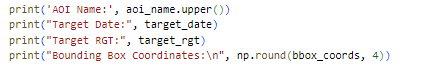 print('AOI Name:', aoi_name.upper())
print("Target Date:", target_date)
print("Target RGT:", target_rgt)
print("Bounding Box Coordinates:\n", np.round(bbox_coords, 4))